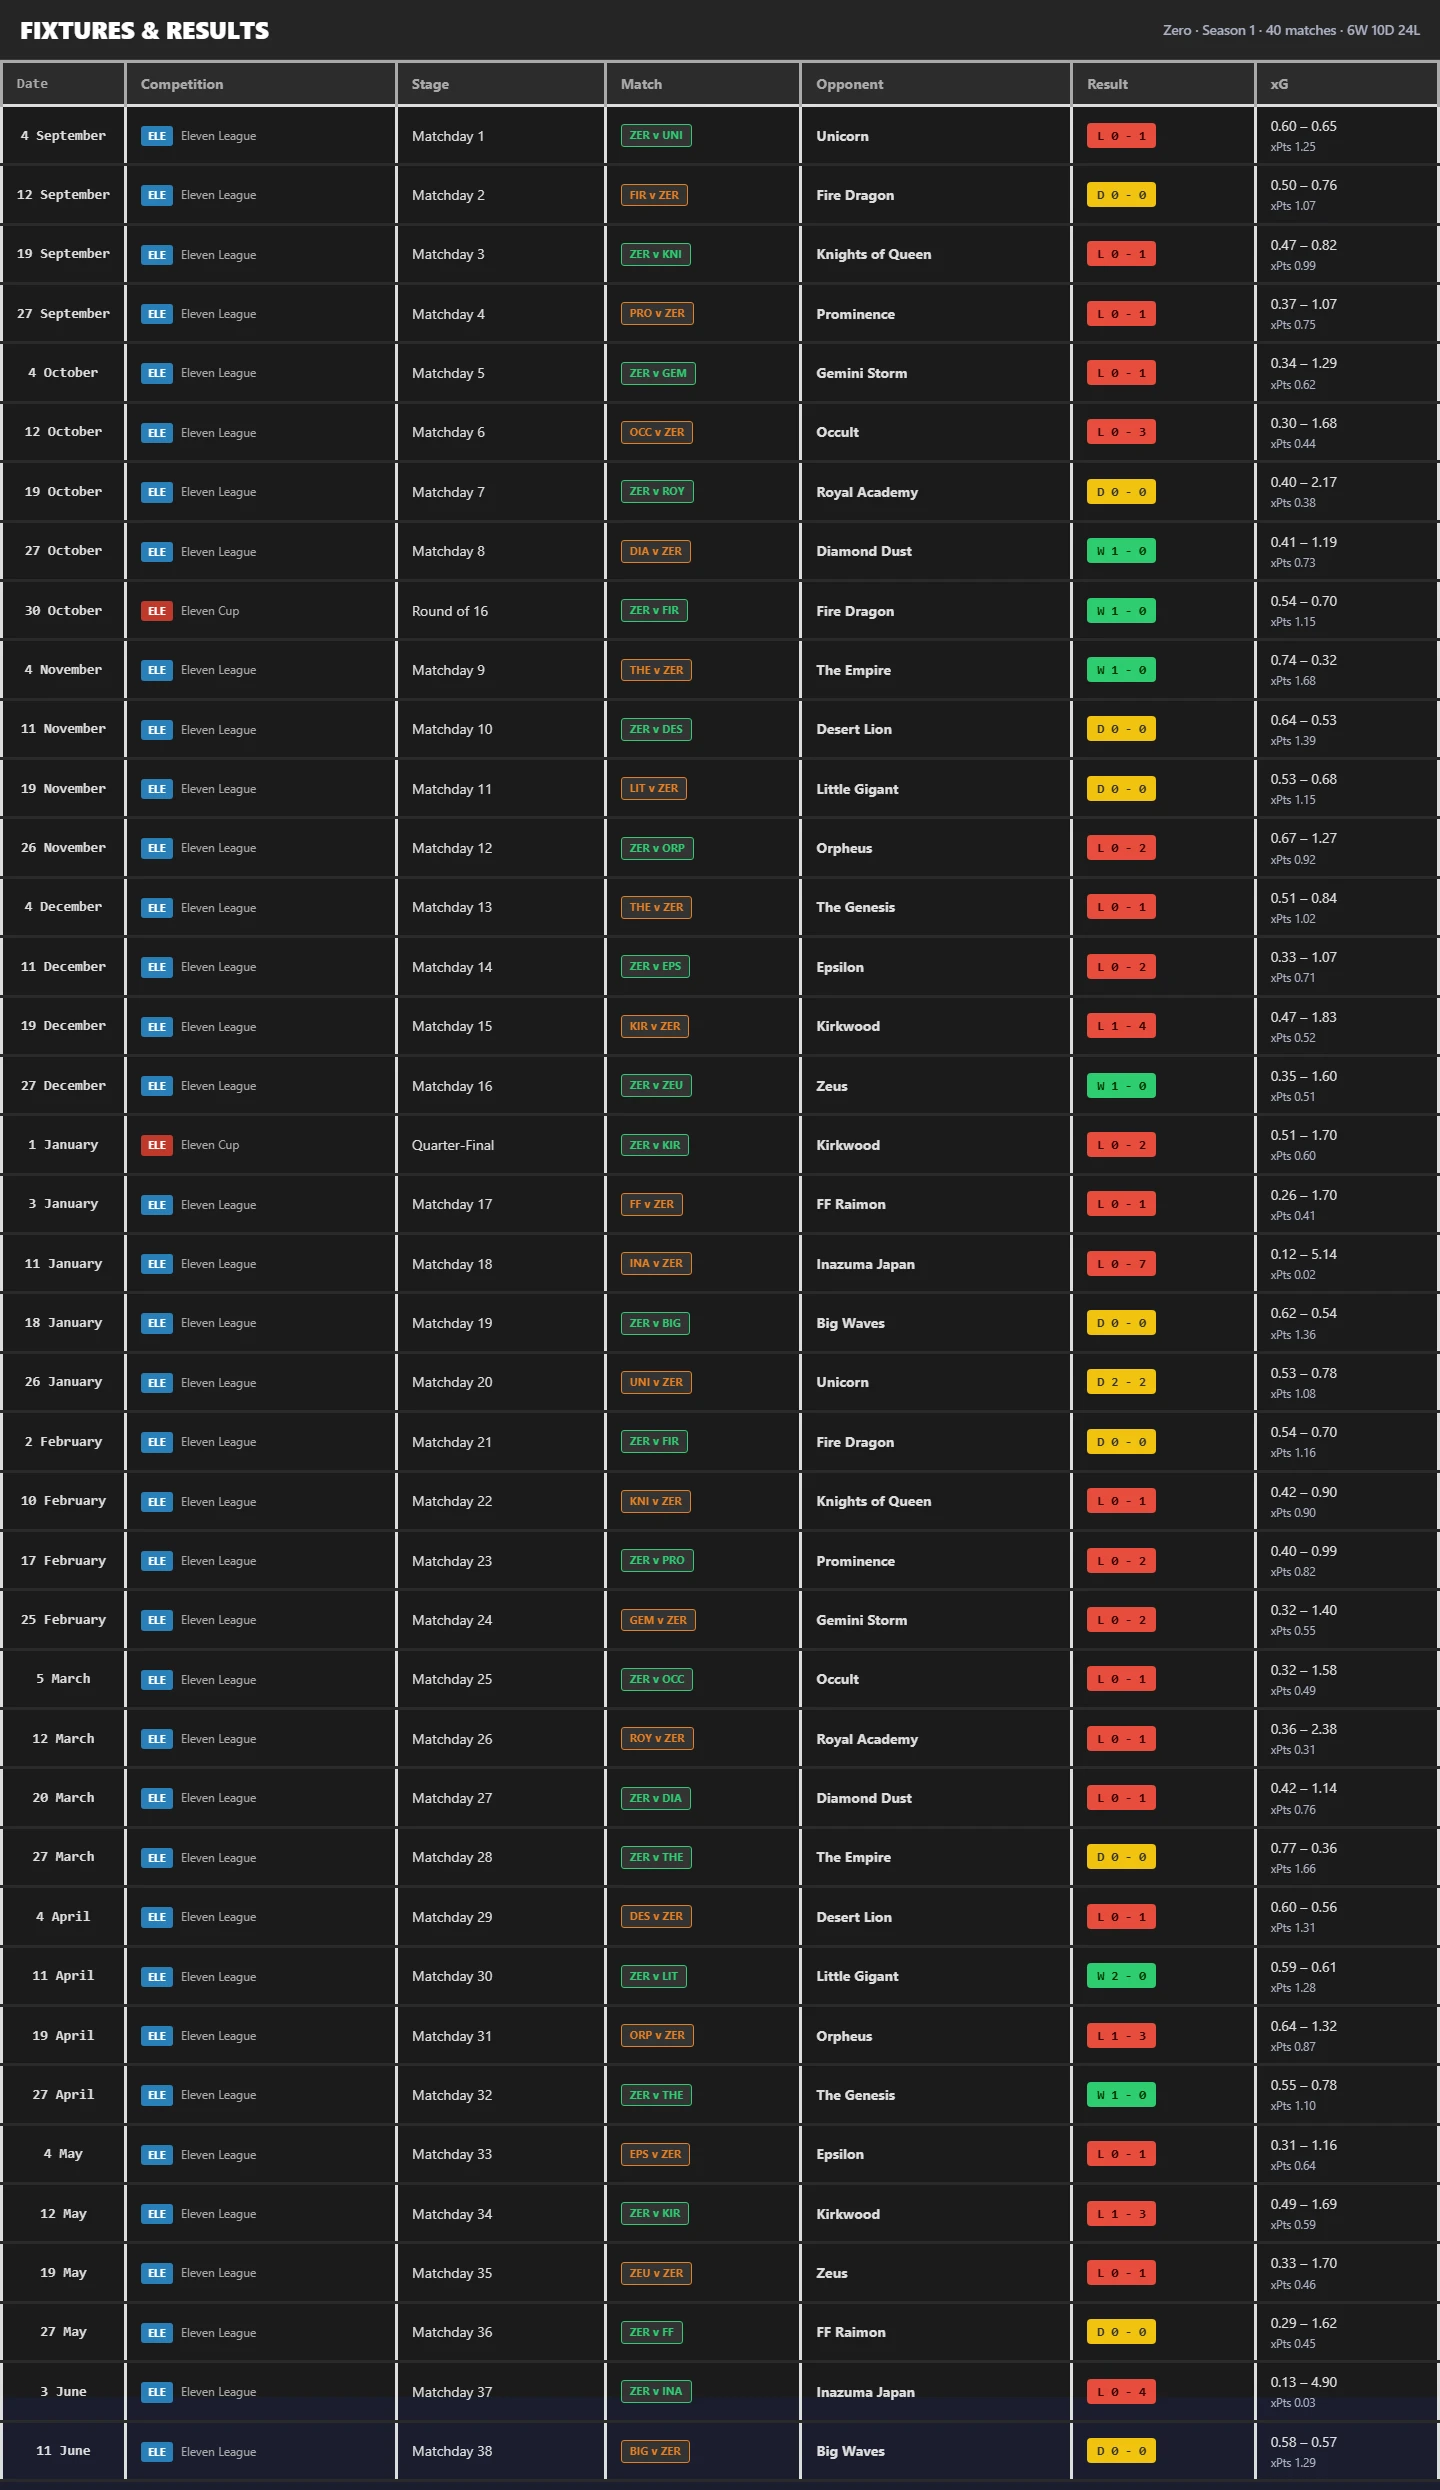 FIXTURES & RESULTS
Zero · Season 1 · 40 matches · 6W 10D 24L
Date Competition Stage Match Opponent Result xG
4 September ELE Eleven League Matchday 1 ZER v UNI Unicorn L 0 - 1 0.60 – 0.65
xPts 1.25
12 September ELE Eleven League Matchday 2 FIR v ZER Fire Dragon D 0 - 0 0.50 – 0.76
xPts 1.07
19 September ELE Eleven League Matchday 3 ZER v KNI Knights of Queen L 0 - 1 0.47 – 0.82
xPts 0.99
27 September ELE Eleven League Matchday 4 PRO v ZER Prominence L 0 - 1 0.37 – 1.07
xPts 0.75
4 October ELE Eleven League Matchday 5 ZER v GEM Gemini Storm L 0 - 1 0.34 – 1.29
xPts 0.62
12 October ELE Eleven League Matchday 6 OCC v ZER Occult L 0 - 3 0.30 – 1.68
xPts 0.44
19 October ELE Eleven League Matchday 7 ZER v ROY Royal Academy D 0 - 0 0.40 – 2.17
xPts 0.38
27 October ELE Eleven League Matchday 8 DIA v ZER Diamond Dust W 1 - 0 0.41 – 1.19
xPts 0.73
30 October ELE Eleven Cup Round of 16 ZER v FIR Fire Dragon W 1 - 0 0.54 – 0.70
xPts 1.15
4 November ELE Eleven League Matchday 9 THE v ZER The Empire W 1 - 0 0.74 – 0.32
xPts 1.68
11 November ELE Eleven League Matchday 10 ZER v DES Desert Lion D 0 - 0 0.64 – 0.53
xPts 1.39
19 November ELE Eleven League Matchday 11 LIT v ZER Little Gigant D 0 - 0 0.53 – 0.68
xPts 1.15
26 November ELE Eleven League Matchday 12 ZER v ORP Orpheus L 0 - 2 0.67 – 1.27
xPts 0.92
4 December ELE Eleven League Matchday 13 THE v ZER The Genesis L 0 - 1 0.51 – 0.84
xPts 1.02
11 December ELE Eleven League Matchday 14 ZER v EPS Epsilon L 0 - 2 0.33 – 1.07
xPts 0.71
19 December ELE Eleven League Matchday 15 KIR v ZER Kirkwood L 1 - 4 0.47 – 1.83
xPts 0.52
27 December ELE Eleven League Matchday 16 ZER v ZEU Zeus W 1 - 0 0.35 – 1.60
xPts 0.51
1 January ELE Eleven Cup Quarter-Final ZER v KIR Kirkwood L 0 - 2 0.51 – 1.70
xPts 0.60
3 January ELE Eleven League Matchday 17 FF v ZER FF Raimon L 0 - 1 0.26 – 1.70
xPts 0.41
11 January ELE Eleven League Matchday 18 INA v ZER Inazuma Japan L 0 - 7 0.12 – 5.14
xPts 0.02
18 January ELE Eleven League Matchday 19 ZER v BIG Big Waves D 0 - 0 0.62 – 0.54
xPts 1.36
26 January ELE Eleven League Matchday 20 UNI v ZER Unicorn D 2 - 2 0.53 – 0.78
xPts 1.08
2 February ELE Eleven League Matchday 21 ZER v FIR Fire Dragon D 0 - 0 0.54 – 0.70
xPts 1.16
10 February ELE Eleven League Matchday 22 KNI v ZER Knights of Queen L 0 - 1 0.42 – 0.90
xPts 0.90
17 February ELE Eleven League Matchday 23 ZER v PRO Prominence L 0 - 2 0.40 – 0.99
xPts 0.82
25 February ELE Eleven League Matchday 24 GEM v ZER Gemini Storm L 0 - 2 0.32 – 1.40
xPts 0.55
5 March ELE Eleven League Matchday 25 ZER v OCC Occult L 0 - 1 0.32 – 1.58
xPts 0.49
12 March ELE Eleven League Matchday 26 ROY v ZER Royal Academy L 0 - 1 0.36 – 2.38
xPts 0.31
20 March ELE Eleven League Matchday 27 ZER v DIA Diamond Dust L 0 - 1 0.42 – 1.14
xPts 0.76
27 March ELE Eleven League Matchday 28 ZER v THE The Empire D 0 - 0 0.77 – 0.36
xPts 1.66
4 April ELE Eleven League Matchday 29 DES v ZER Desert Lion L 0 - 1 0.60 – 0.56
xPts 1.31
11 April ELE Eleven League Matchday 30 ZER v LIT Little Gigant W 2 - 0 0.59 – 0.61
xPts 1.28
19 April ELE Eleven League Matchday 31 ORP v ZER Orpheus L 1 - 3 0.64 – 1.32
xPts 0.87
27 April ELE Eleven League Matchday 32 ZER v THE The Genesis W 1 - 0 0.55 – 0.78
xPts 1.10
4 May ELE Eleven League Matchday 33 EPS v ZER Epsilon L 0 - 1 0.31 – 1.16
xPts 0.64
12 May ELE Eleven League Matchday 34 ZER v KIR Kirkwood L 1 - 3 0.49 – 1.69
xPts 0.59
19 May ELE Eleven League Matchday 35 ZEU v ZER Zeus L 0 - 1 0.33 – 1.70
xPts 0.46
27 May ELE Eleven League Matchday 36 ZER v FF FF Raimon D 0 - 0 0.29 – 1.62
xPts 0.45
3 June ELE Eleven League Matchday 37 ZER v INA Inazuma Japan L 0 - 4 0.13 – 4.90
xPts 0.03
11 June ELE Eleven League Matchday 38 BIG v ZER Big Waves D 0 - 0 0.58 – 0.57
xPts 1.29